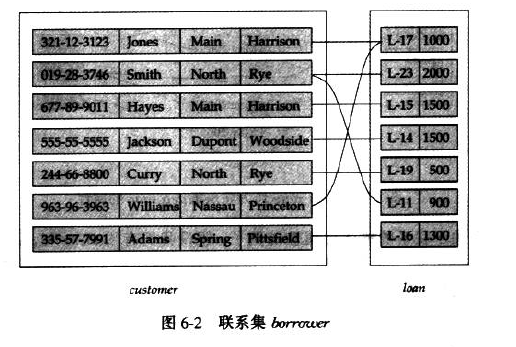 321-12-3123 Jones Main Harrison L-17 1000
019-28-3746 Smith North Rye L-23 2000
677-89-9011 Hayes Main Harrison L-15 1500
555-55-5555 Jackson Dupont Woodside L-14 1500
244-66-8800 Curry North Rye L-19 500
963-96-3963 Williams Nassau Princeton L-11 900
335-57-7991 Adams Spring Pittsfield L-16 1300
customer loan
图 6-2 联系集 borrower